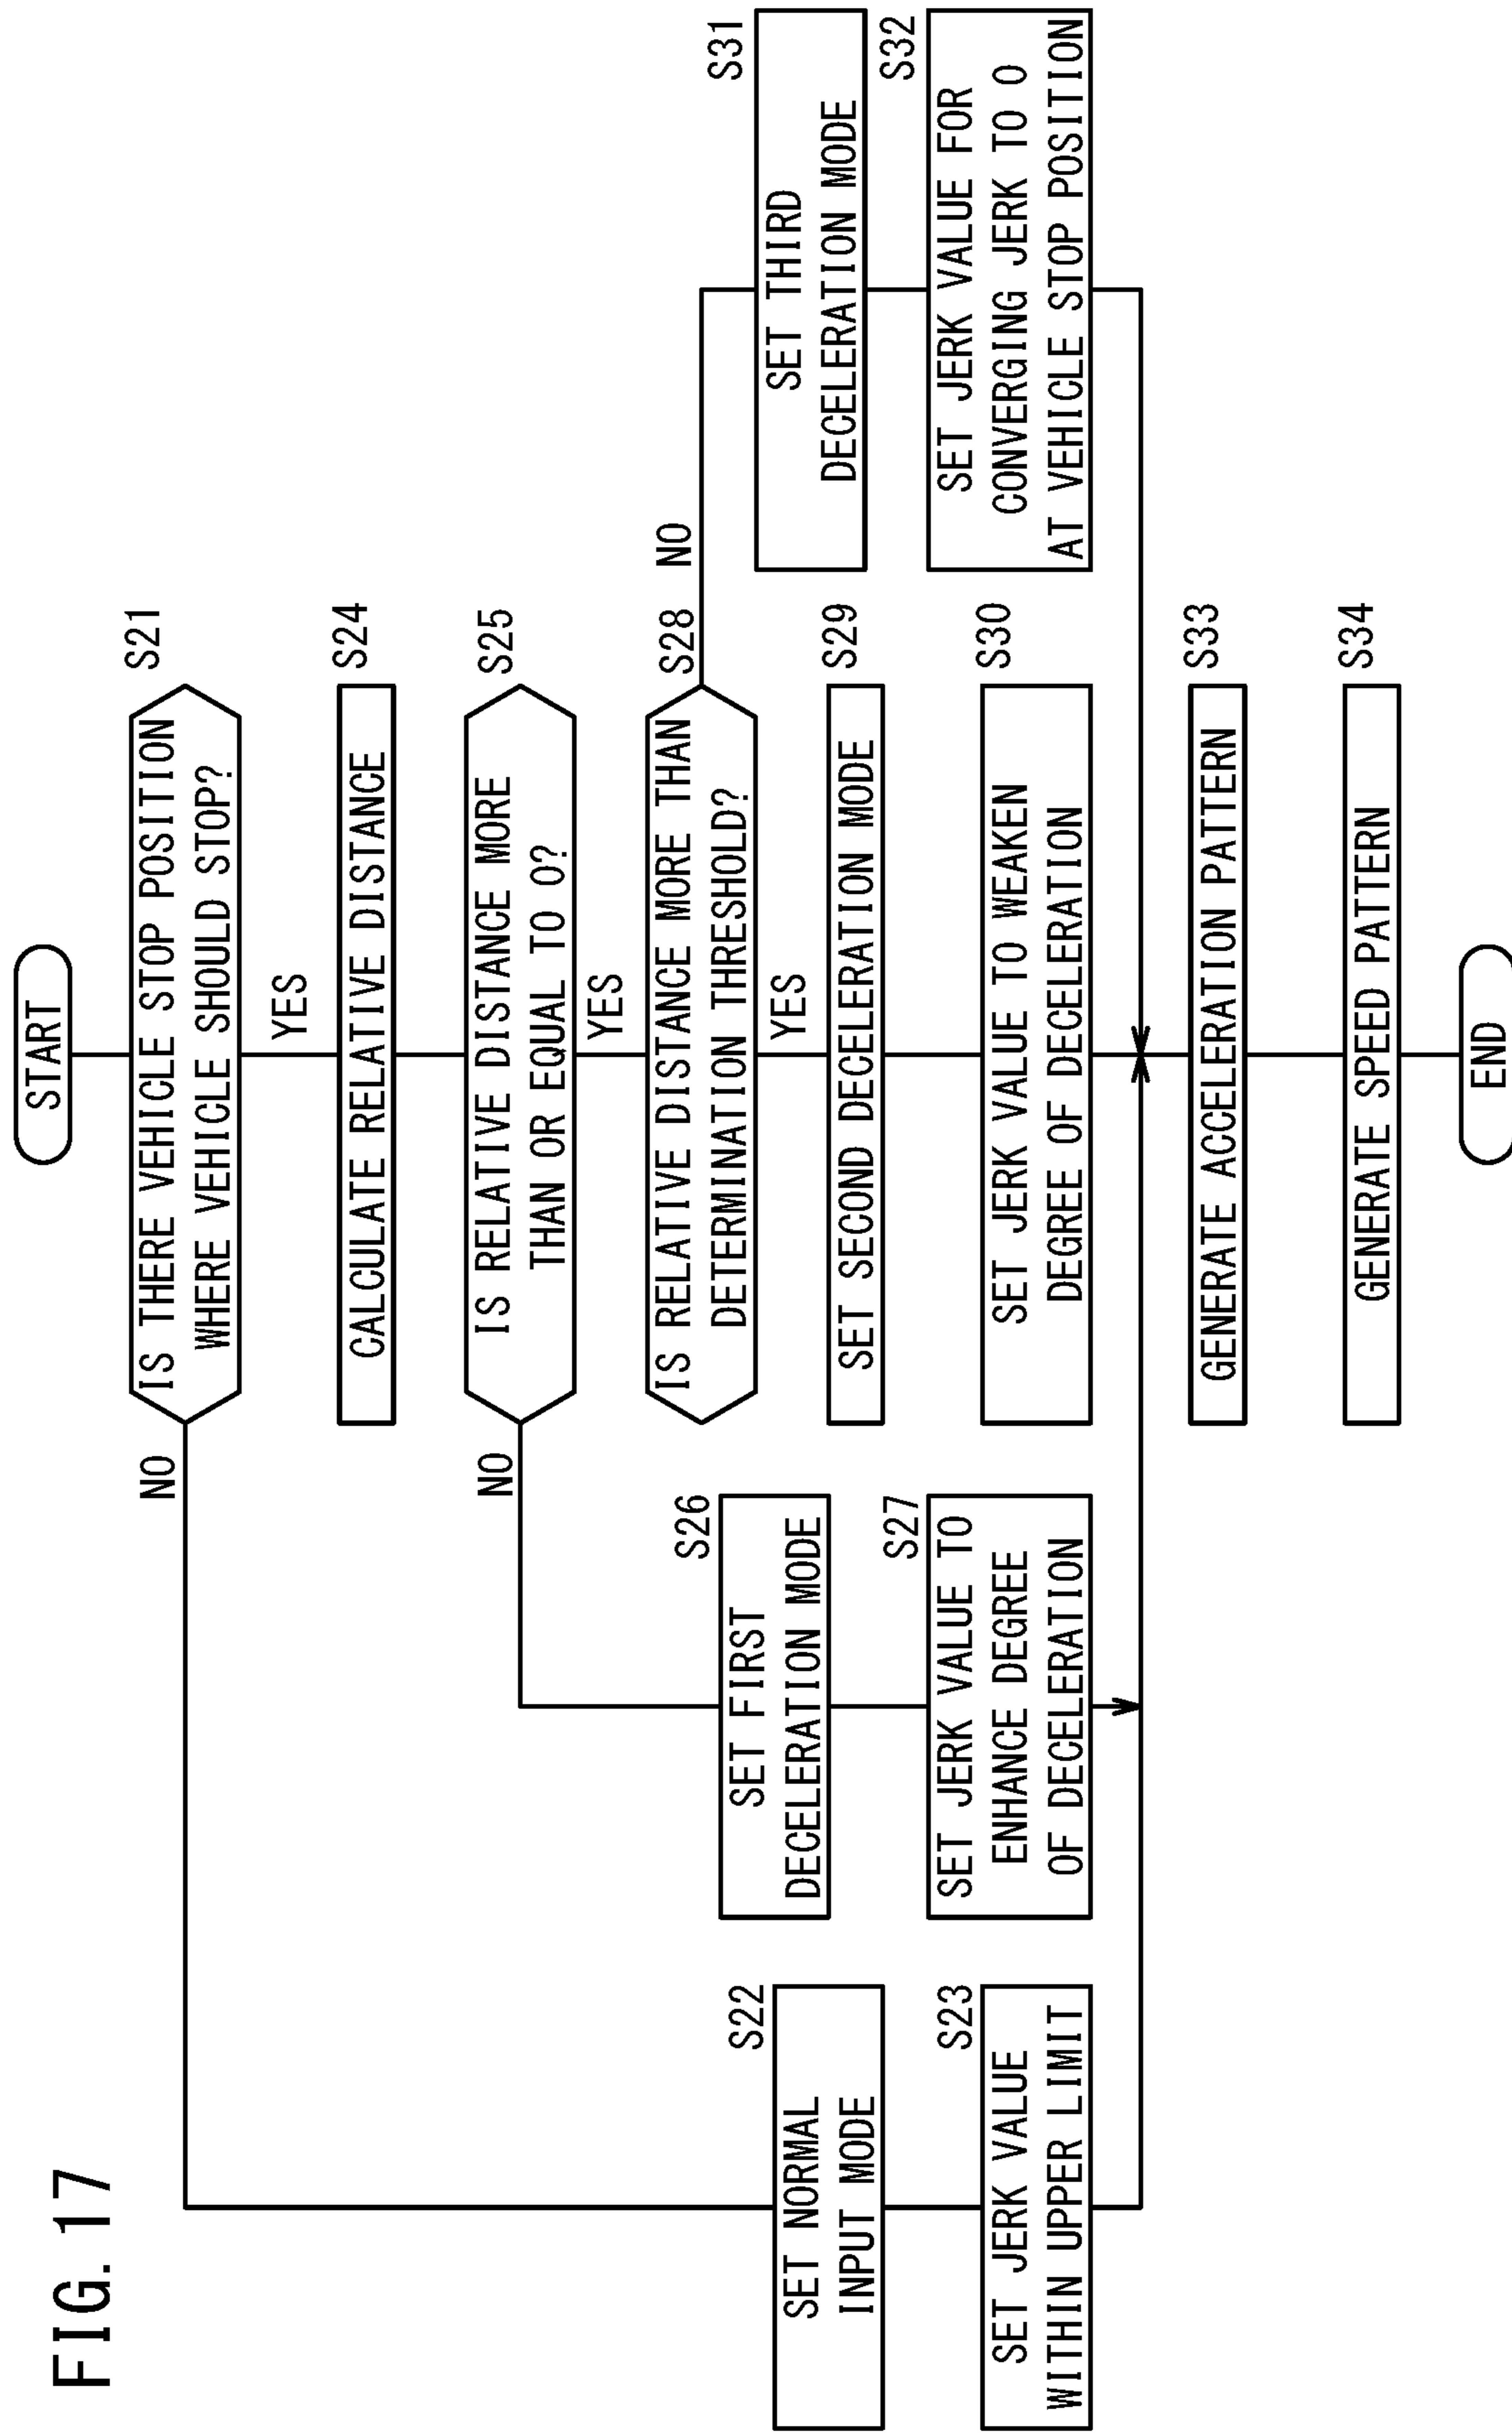 FIG. 17
START
S21
IS THERE VEHICLE STOP POSITION
WHERE VEHICLE SHOULD STOP?
NO
YES
S24
CALCULATE RELATIVE DISTANCE
S25
IS RELATIVE DISTANCE MORE
THAN OR EQUAL TO 0?
NO
YES
S28
IS RELATIVE DISTANCE MORE THAN
DETERMINATION THRESHOLD?
NO
YES
S22
SET NORMAL
INPUT MODE
S23
SET JERK VALUE
WITHIN UPPER LIMIT
S26
SET FIRST
DECELERATION MODE
S27
SET JERK VALUE TO
ENHANCE DEGREE
OF DECELERATION
S29
SET SECOND DECELERATION MODE
S30
SET JERK VALUE TO WEAKEN
DEGREE OF DECELERATION
S31
SET THIRD
DECELERATION MODE
S32
SET JERK VALUE FOR
CONVERGING JERK TO 0
AT VEHICLE STOP POSITION
S33
GENERATE ACCELERATION PATTERN
S34
GENERATE SPEED PATTERN
END